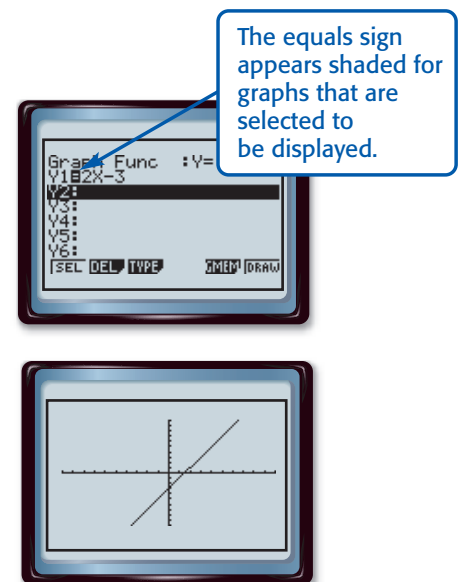 The equals sign
appears shaded for
graphs that are
selected to
be displayed.
Graph Func :Y=
Y1=2X-3
Y2:
Y3:
Y4:
Y5:
Y6:
SEL DEL TYPE GMEM DRAW